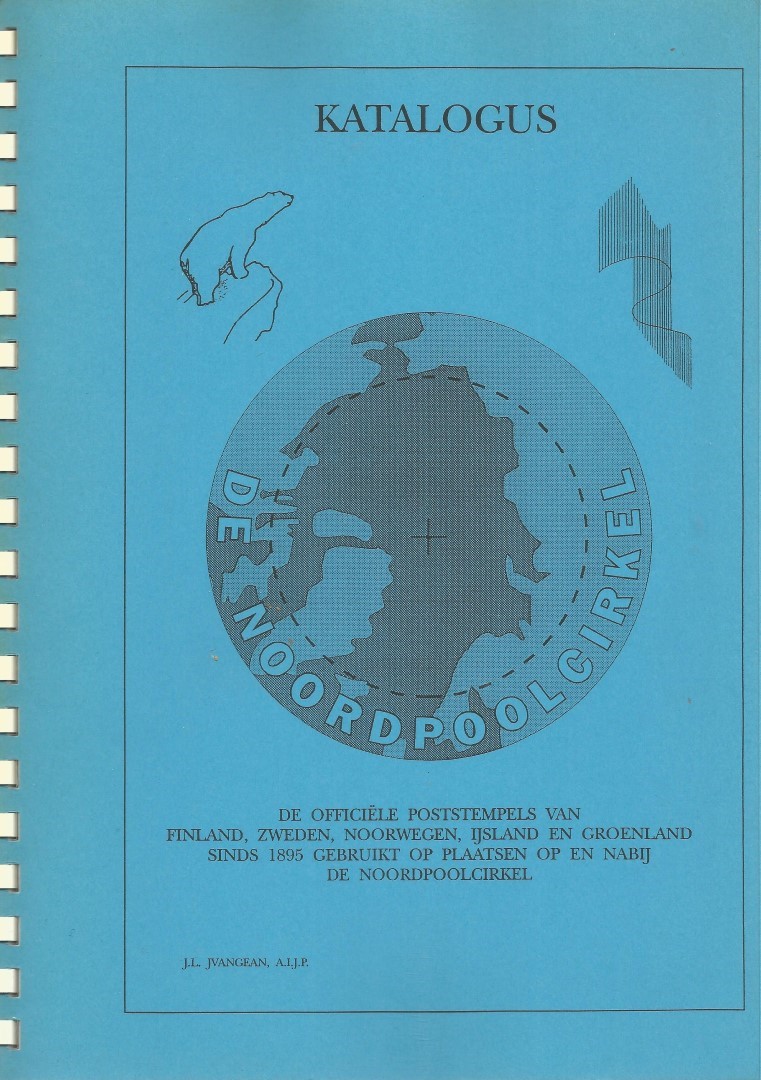 KATALOGUS
DE NOORDPOOLCIRKEL
DE OFFICIËLE POSTSTEMPELS VAN
FINLAND, ZWEDEN, NOORWEGEN, IJSLAND EN GROENLAND
SINDS 1895 GEBRUIKT OP PLAATSEN OP EN NABIJ
DE NOORDPOOLCIRKEL
J.L. JVANGEAN, A.I.J.P.